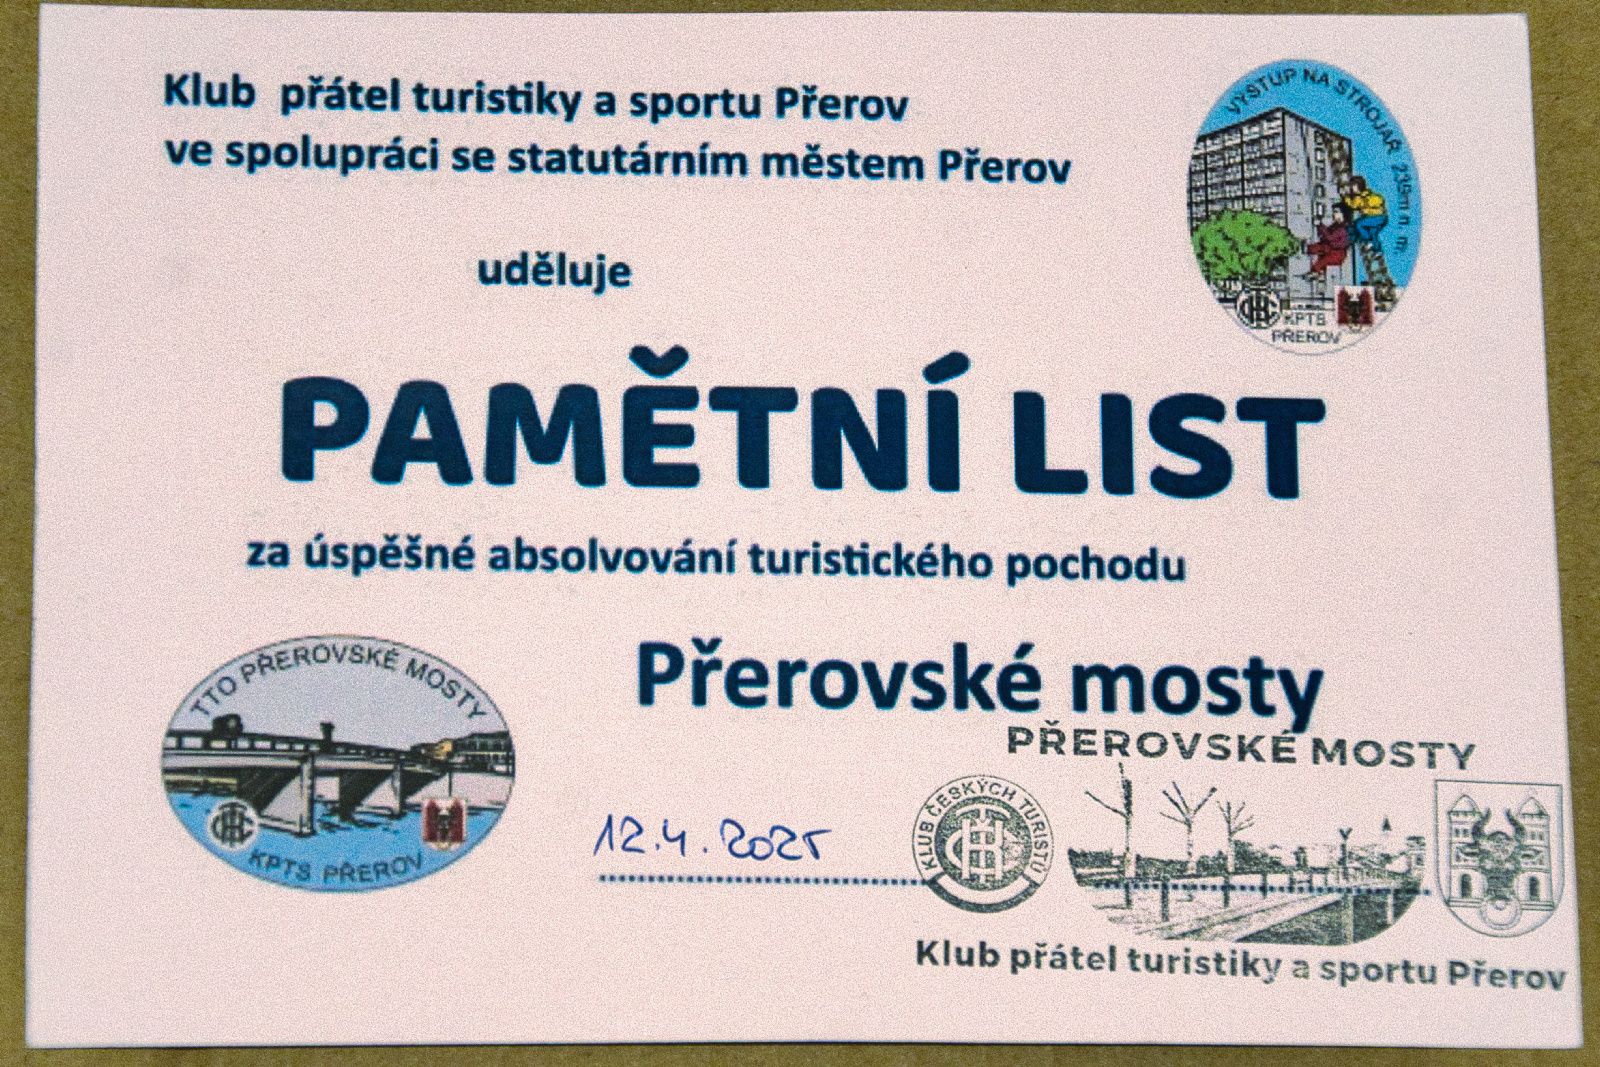 Klub přátel turistiky a sportu Přerov
ve spolupráci se statutárním městem Přerov
VÝSTUP NA STROJAŘ 239m n. m.
KPTS
PŘEROV
uděluje
PAMĚTNÍ LIST
za úspěšné absolvování turistického pochodu
Přerovské mosty
TTO PŘEROVSKÉ MOSTY
KPTS PŘEROV
PŘEROVSKÉ MOSTY
12.4.2025
KLUB ČESKÝCH TURISTŮ
Klub přátel turistiky a sportu Přerov